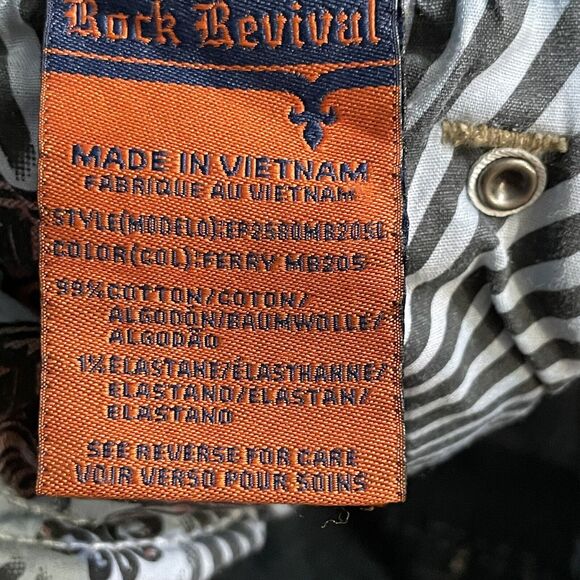 Rock Revival
MADE IN VIETNAM
FABRIQUE AU VIETNAM
STYLE(MODELO):EP2580MB205L
COLOR(COL):FERRY MB205
99% COTTON/COTON/
ALGODÓN/BAUMWOLLE/
ALGODÃO
1% ELASTANE/ÉLASTHANNE/
ELASTANO/ELASTAN/
ELASTANO
SEE REVERSE FOR CARE
VOIR VERSO POUR SOINS